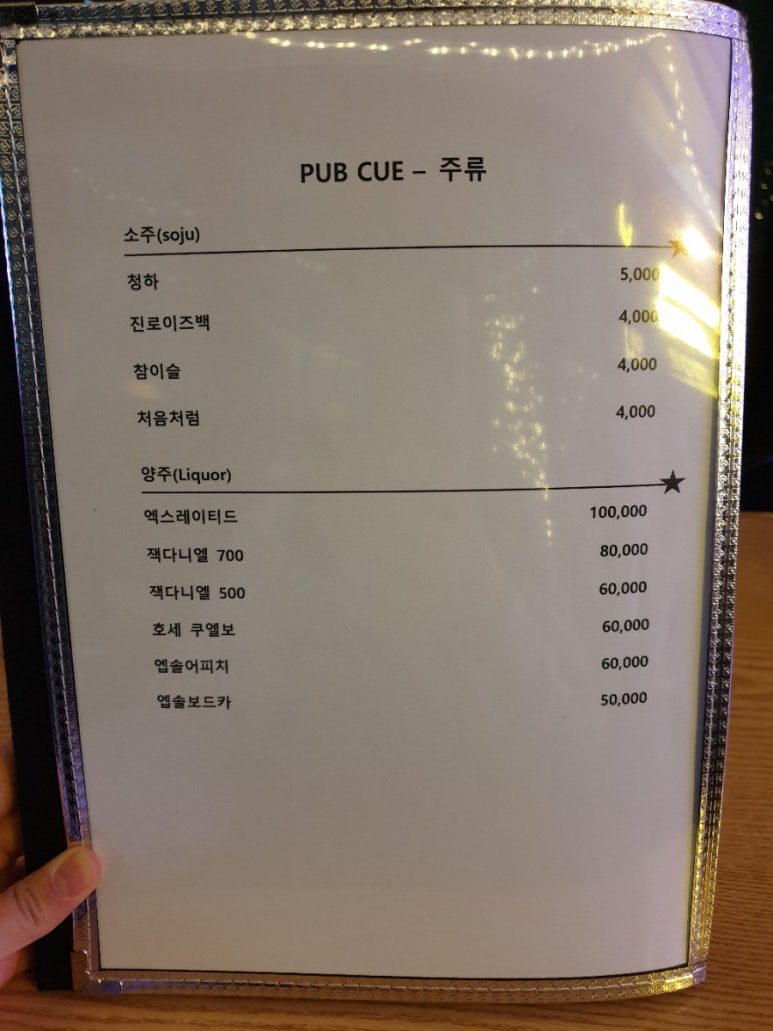 PUB CUE – 주류
소주(soju)
청하 5,000
진로이즈백 4,000
참이슬 4,000
처음처럼 4,000
양주(Liquor)
엑스레이티드 100,000
잭다니엘 700 80,000
잭다니엘 500 60,000
호세 쿠엘보 60,000
엡솔어피치 60,000
엡솔보드카 50,000